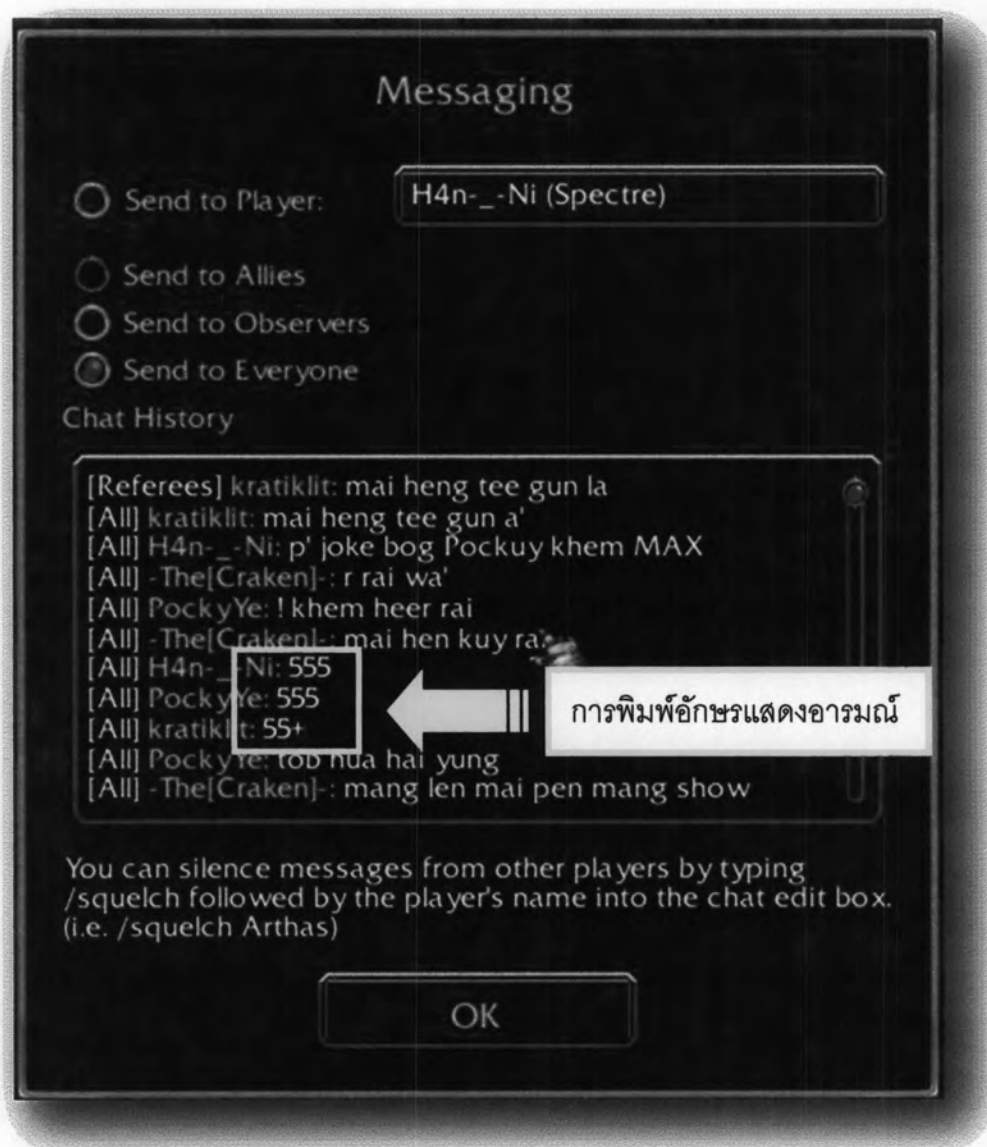 Messaging
Send to Player: H4n-_-Ni (Spectre)
Send to Allies
Send to Observers
Send to Everyone
Chat History
[Referees] kratiklit: mai heng tee gun la
[All] kratiklit: mai heng tee gun a'
[All] H4n-_-Ni: p' joke bog Pockuy khem MAX
[All] -The[Craken]-: r rai wa'
[All] PockyYe: ! khem heer rai
[All] -The[Craken]-: mai hen kuy ra
[All] H4n-_-Ni: 555
[All] PockyYe: 555
[All] kratiklit: 55+
การพิมพ์อักษรแสดงอารมณ์
[All] PockyYe: tob hua hai yung
[All] -The[Craken]-: mang len mai pen mang show
You can silence messages from other players by typing
/squelch followed by the player's name into the chat edit box.
(i.e. /squelch Arthas)
OK